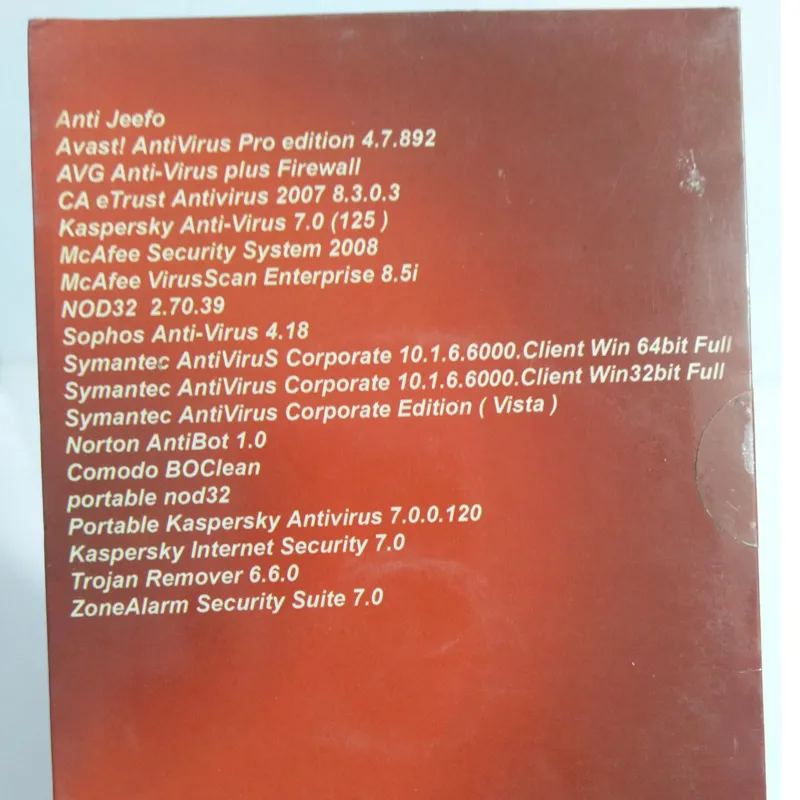 Anti Jeefo
Avast! AntiVirus Pro edition 4.7.892
AVG Anti-Virus plus Firewall
CA eTrust Antivirus 2007 8.3.0.3
Kaspersky Anti-Virus 7.0 (125 )
McAfee Security System 2008
McAfee VirusScan Enterprise 8.5i
NOD32 2.70.39
Sophos Anti-Virus 4.18
Symantec AntiViruS Corporate 10.1.6.6000.Client Win 64bit Full
Symantec AntiVirus Corporate 10.1.6.6000.Client Win32bit Full
Symantec AntiVirus Corporate Edition ( Vista )
Norton AntiBot 1.0
Comodo BOClean
portable nod32
Portable Kaspersky Antivirus 7.0.0.120
Kaspersky Internet Security 7.0
Trojan Remover 6.6.0
ZoneAlarm Security Suite 7.0